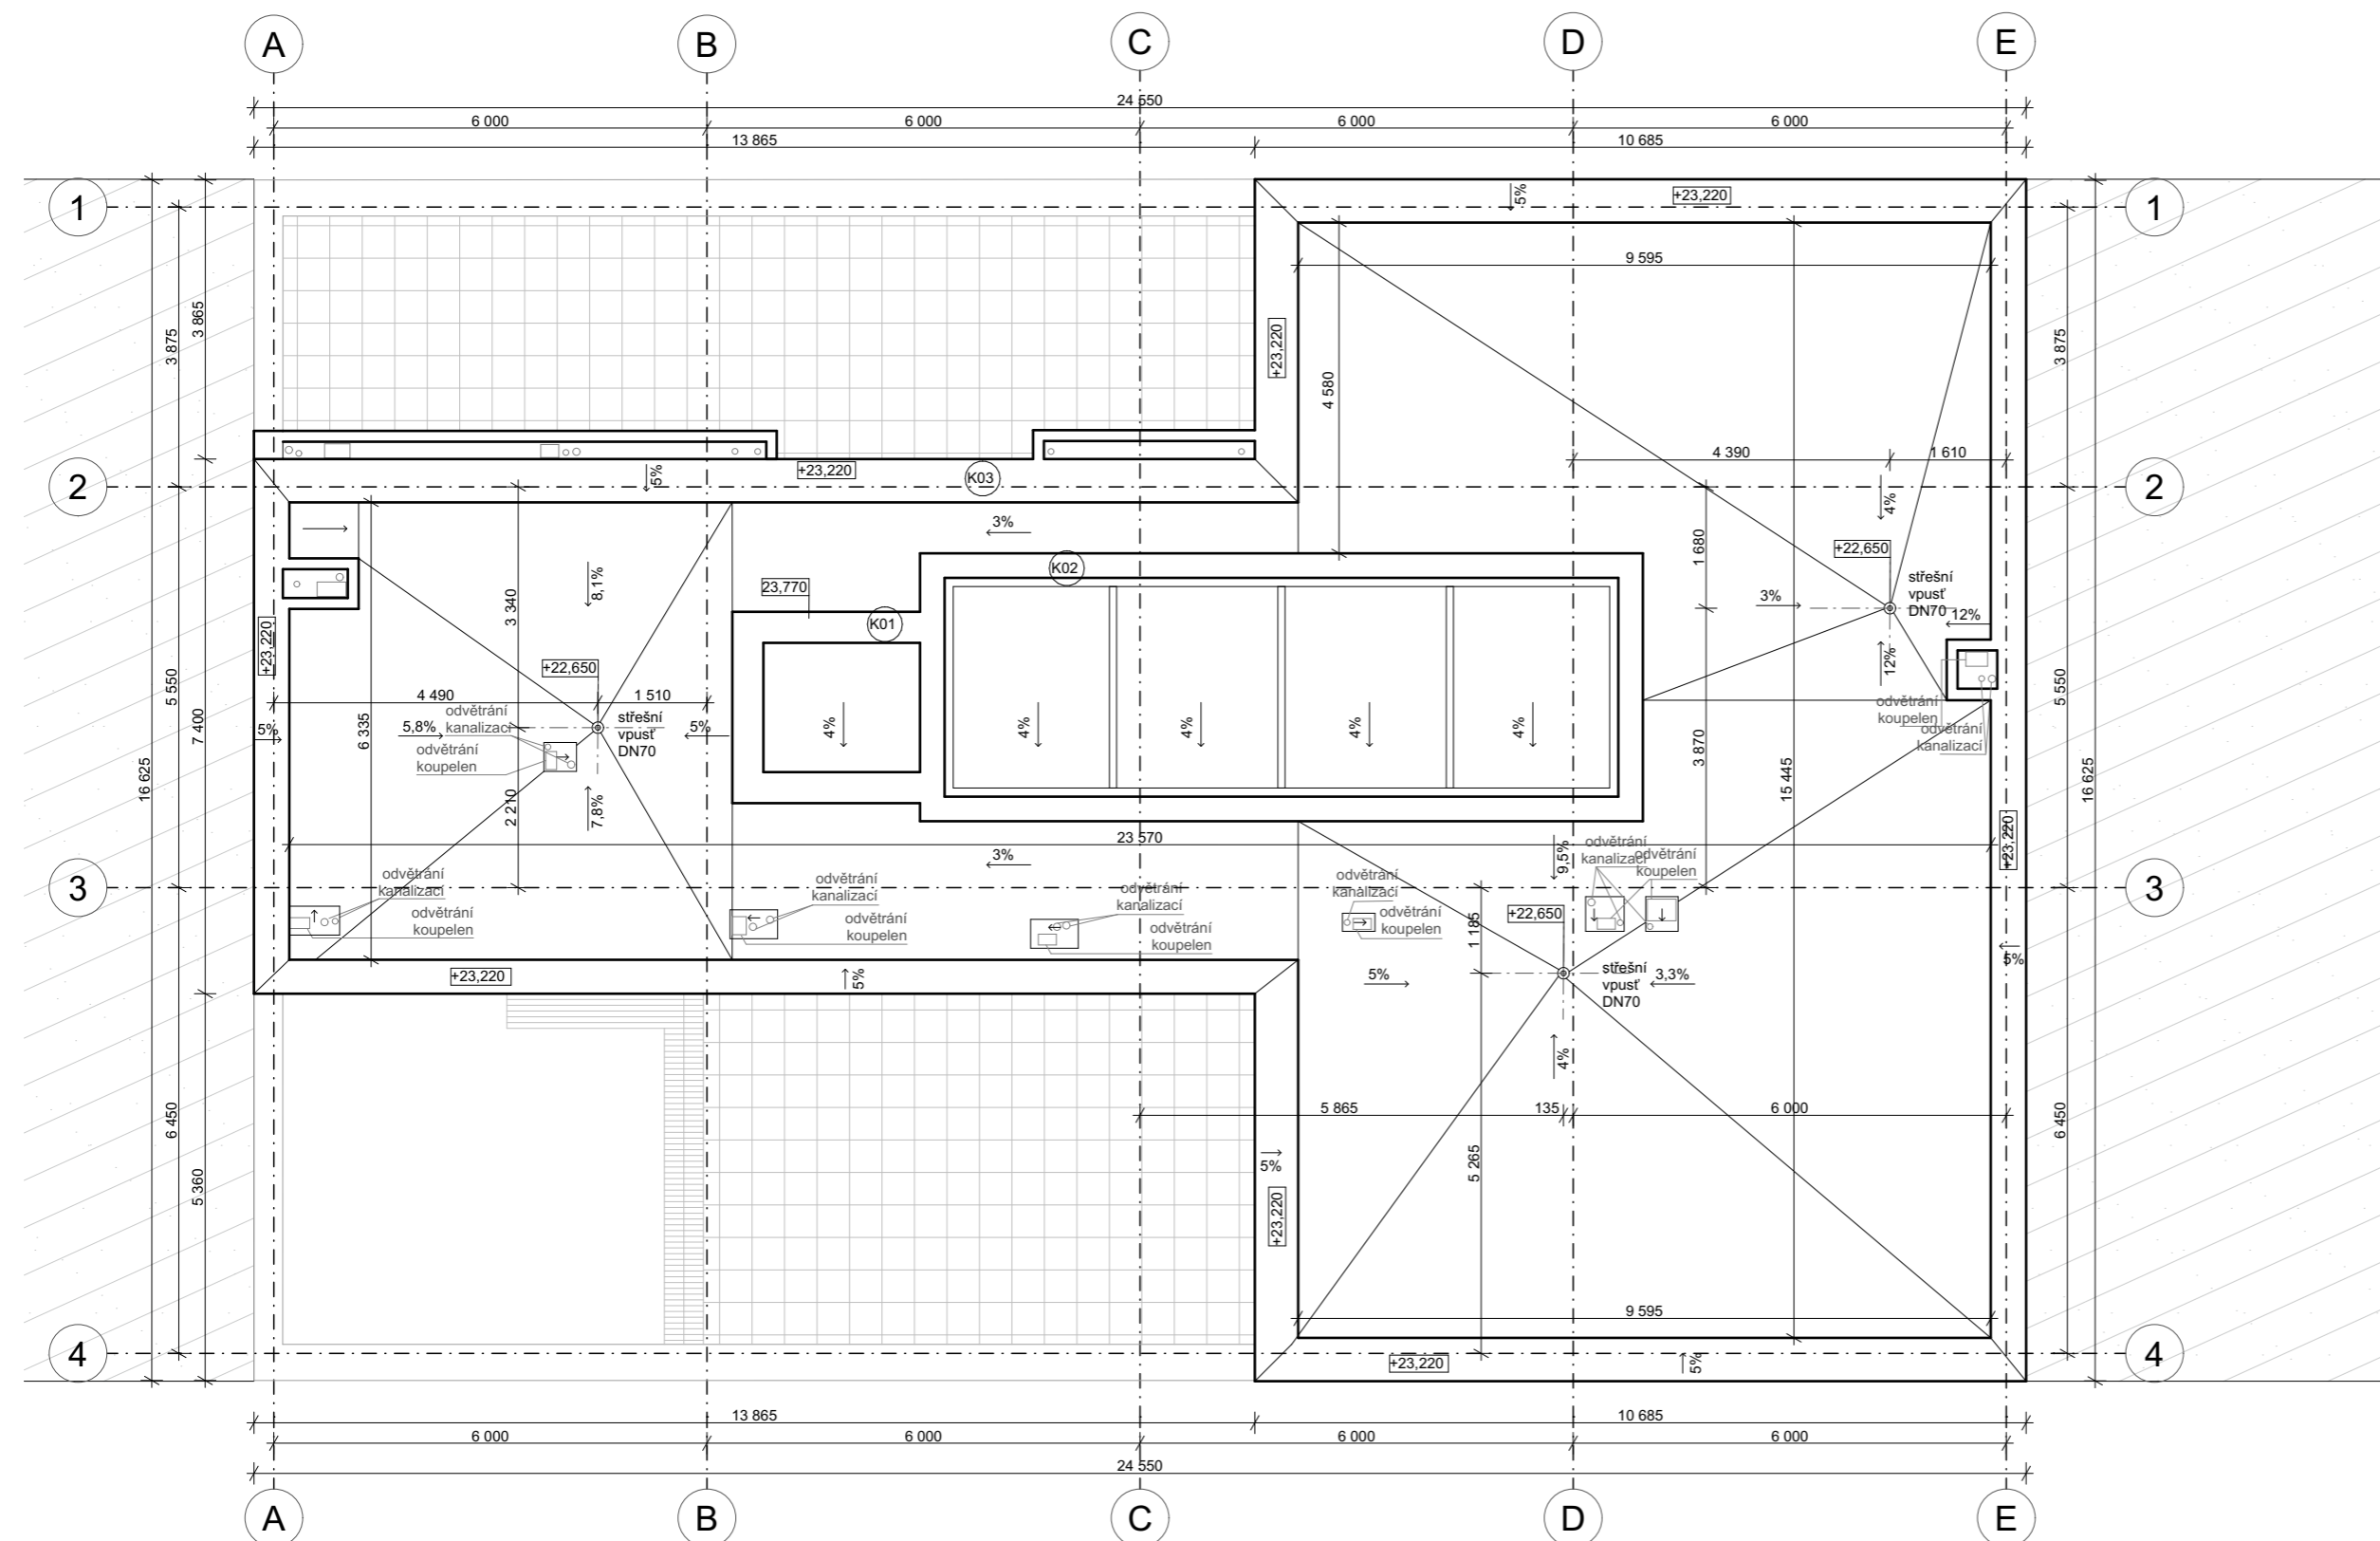 A
B
C
D
E
24 550
6 000
6 000
6 000
6 000
13 865
10 685
1
1
5%
+23,220
9 595
3 875
3 865
+23,220
4 580
3 875
4 390
1 610
2
2
+23,220
5%
K03
4%
3%
1 680
+22,650
K02
střešní
vpusť
DN70
8,1%
23,770
3 340
3%
12%
K01
+23,220
12%
+22,650
5 550
4 490
1 510
5 550
odvětrání
koupelen
odvětrání
kanalizací
střešní
vpusť
DN70
5%
5,8%
6 335
5%
7 400
4%
4%
4%
4%
4%
odvětrání
kanalizací
odvětrání
koupelen
3 870
15 445
16 625
16 625
2 210
7,8%
23 570
3%
9,5%
odvětrání
kanalizací
odvětrání
koupelen
+23,220
3
3
odvětrání
kanalizací
odvětrání
koupelen
odvětrání
kanalizací
odvětrání
koupelen
odvětrání
kanalizací
odvětrání
koupelen
odvětrání
kanalizací
odvětrání
koupelen
1 185
+22,650
5%
+23,220
5%
5%
střešní
vpusť
DN70
3,3%
4%
5 865
135
6 000
6 450
5 360
5 265
6 450
5%
+23,220
9 595
4
4
+23,220
5%
13 865
10 685
6 000
6 000
6 000
6 000
24 550
A
B
C
D
E